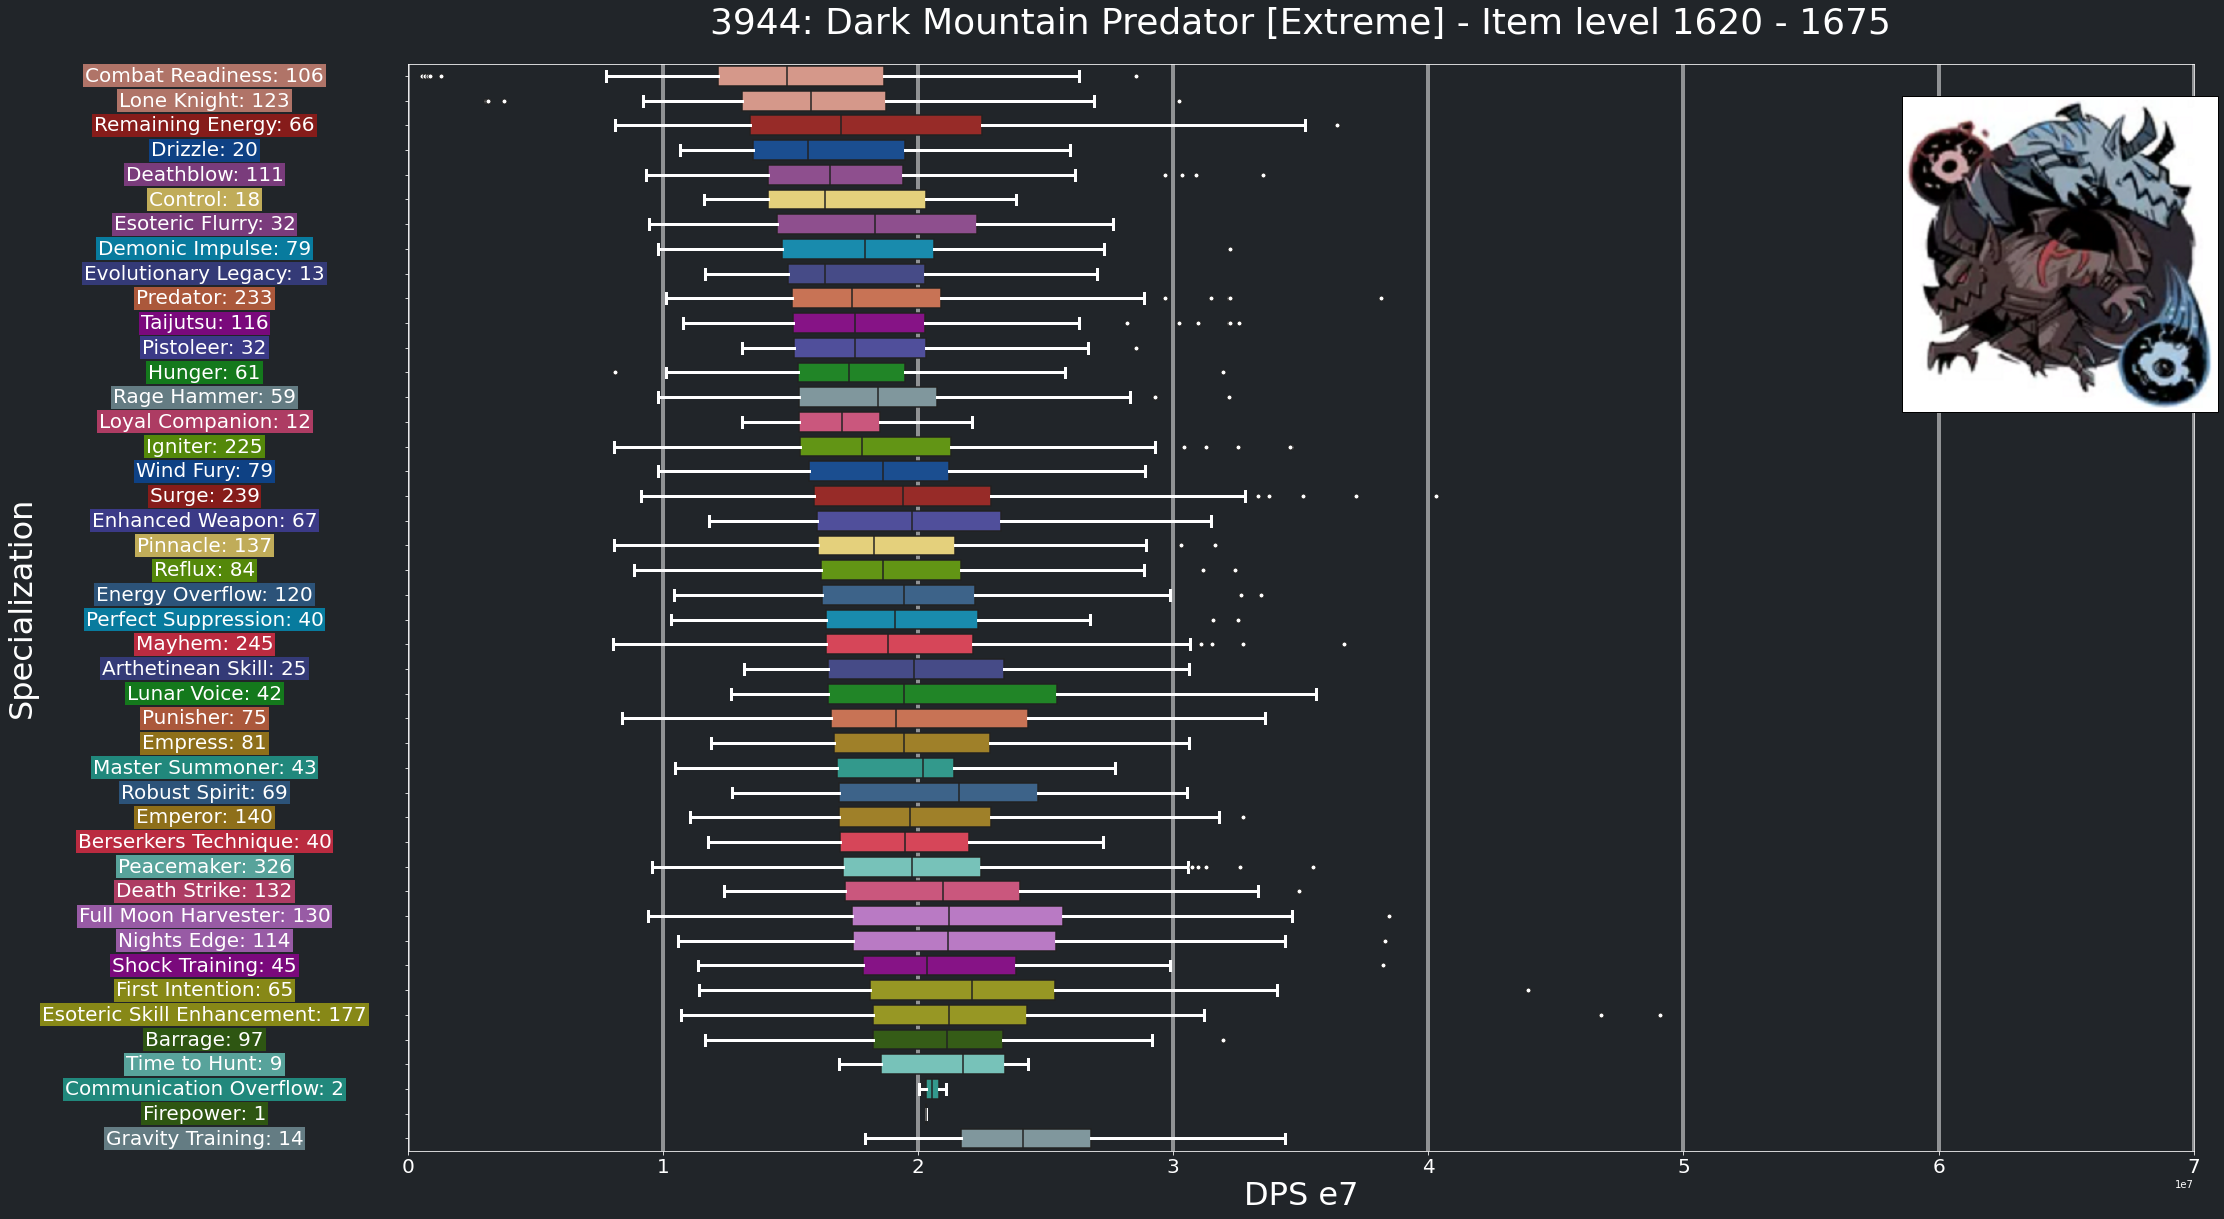 3944: Dark Mountain Predator [Extreme] - Item level 1620 - 1675
Combat Readiness: 106
Lone Knight: 123
Remaining Energy: 66
Drizzle: 20
Deathblow: 111
Control: 18
Esoteric Flurry: 32
Demonic Impulse: 79
Evolutionary Legacy: 13
Predator: 233
Taijutsu: 116
Pistoleer: 32
Hunger: 61
Rage Hammer: 59
Loyal Companion: 12
Igniter: 225
Wind Fury: 79
Surge: 239
Enhanced Weapon: 67
Pinnacle: 137
Reflux: 84
Energy Overflow: 120
Perfect Suppression: 40
Mayhem: 245
Arthetinean Skill: 25
Lunar Voice: 42
Punisher: 75
Empress: 81
Master Summoner: 43
Robust Spirit: 69
Emperor: 140
Berserkers Technique: 40
Peacemaker: 326
Death Strike: 132
Full Moon Harvester: 130
Nights Edge: 114
Shock Training: 45
First Intention: 65
Esoteric Skill Enhancement: 177
Barrage: 97
Time to Hunt: 9
Communication Overflow: 2
Firepower: 1
Gravity Training: 14
Specialization
0 1 2 3 4 5 6 7
1e7
DPS e7